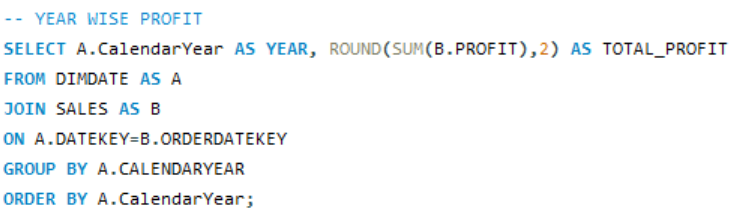 -- YEAR WISE PROFIT
SELECT A.CalendarYear AS YEAR, ROUND(SUM(B.PROFIT),2) AS TOTAL_PROFIT
FROM DIMDATE AS A
JOIN SALES AS B
ON A.DATEKEY=B.ORDERDATEKEY
GROUP BY A.CALENDARYEAR
ORDER BY A.CalendarYear;